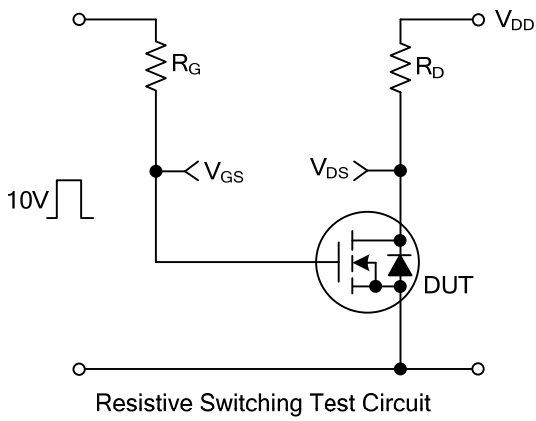 V_DD
R_G
R_D
V_GS
V_DS
10V
DUT
Resistive Switching Test Circuit